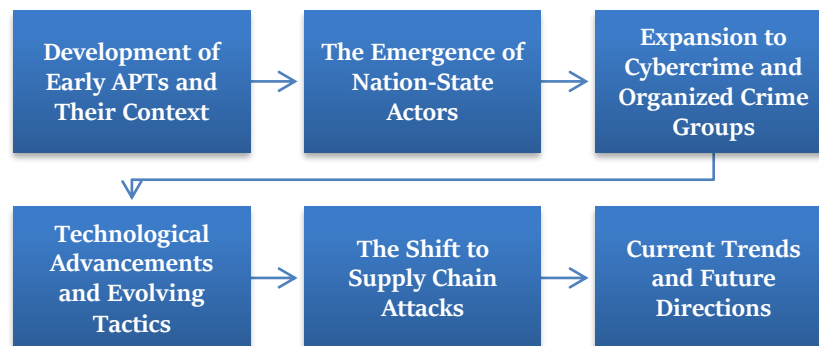 Development of
Early APTs and
Their Context
The Emergence of
Nation-State
Actors
Expansion to
Cybercrime and
Organized Crime
Groups
Technological
Advancements
and Evolving
Tactics
The Shift to
Supply Chain
Attacks
Current Trends
and Future
Directions